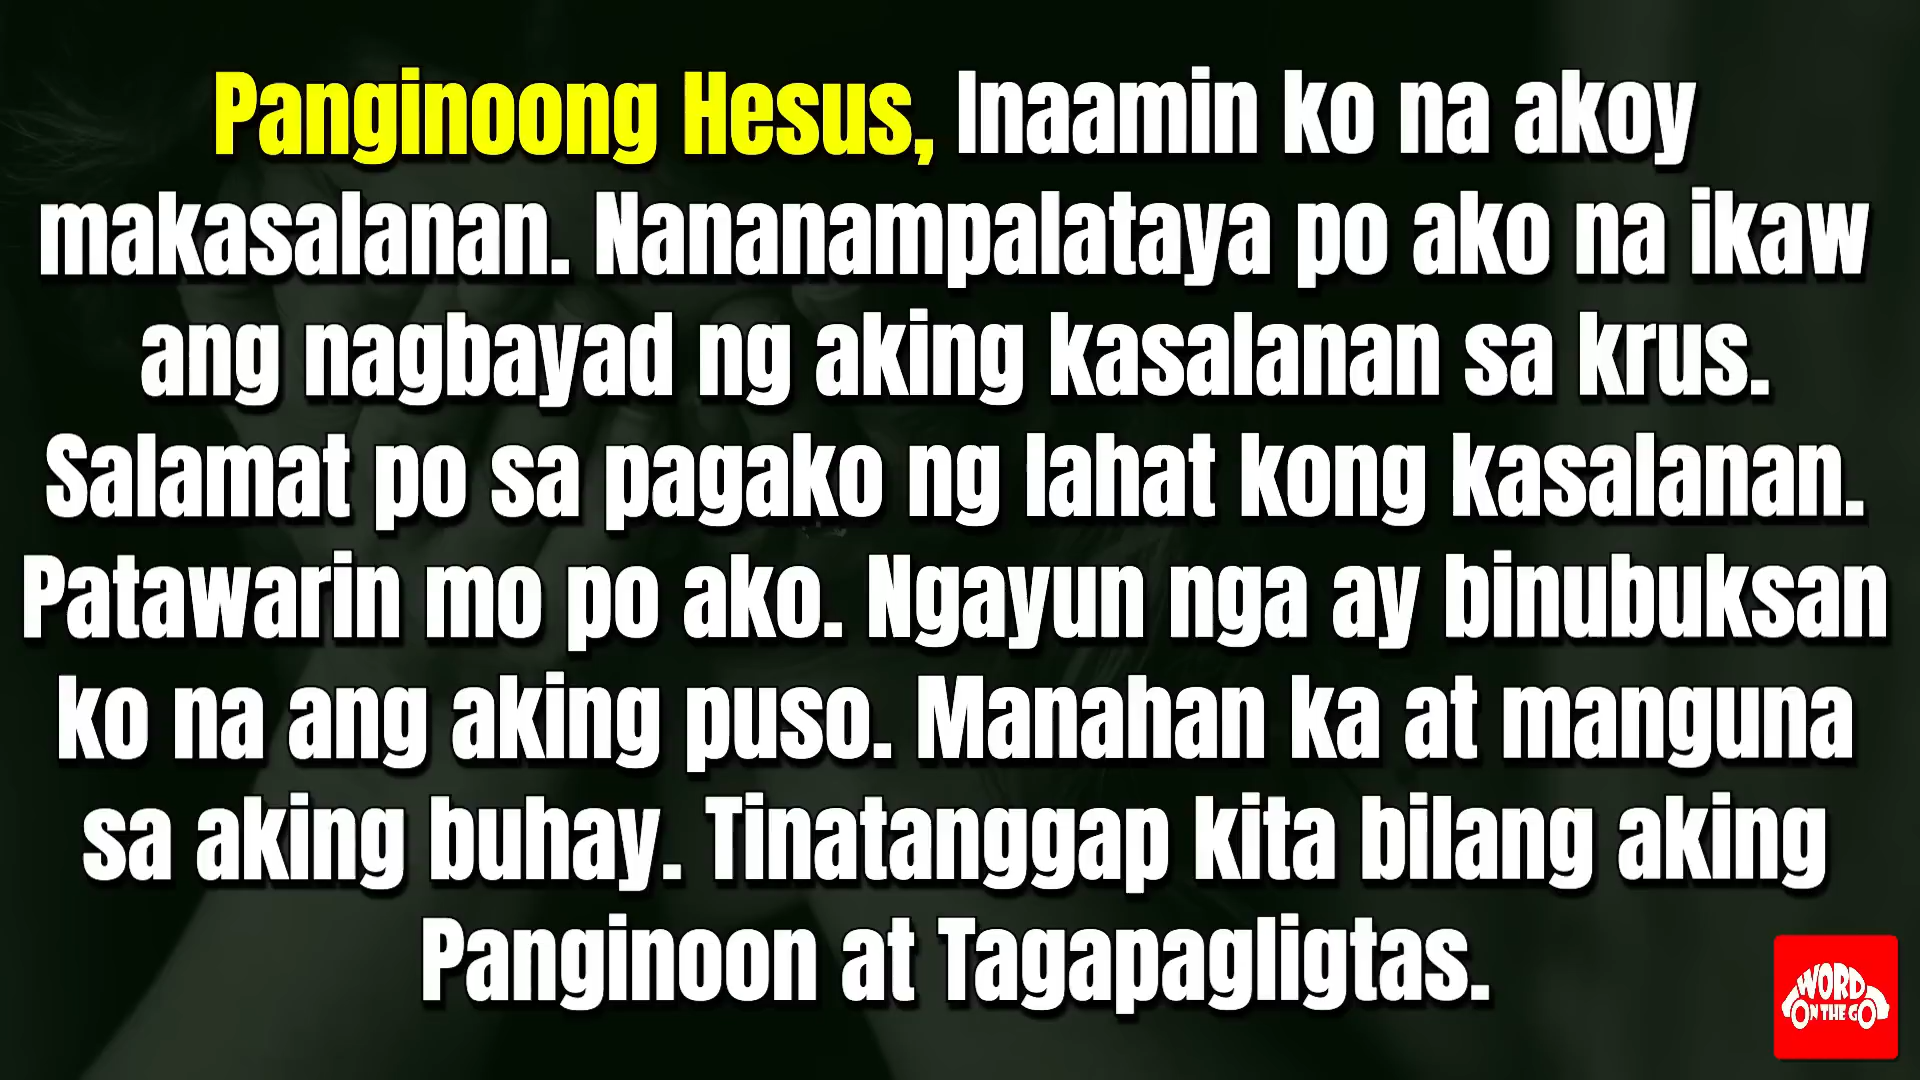 Panginoong Hesus, Inaamin ko na akoy
makasalanan. Nananampalataya po ako na ikaw
ang nagbayad ng aking kasalanan sa krus.
Salamat po sa pagako ng lahat kong kasalanan.
Patawarin mo po ako. Ngayun nga ay binubuksan
ko na ang aking puso. Manahan ka at manguna
sa aking buhay. Tinatanggap kita bilang aking
Panginoon at Tagapagligtas.
WORD
ON THE GO